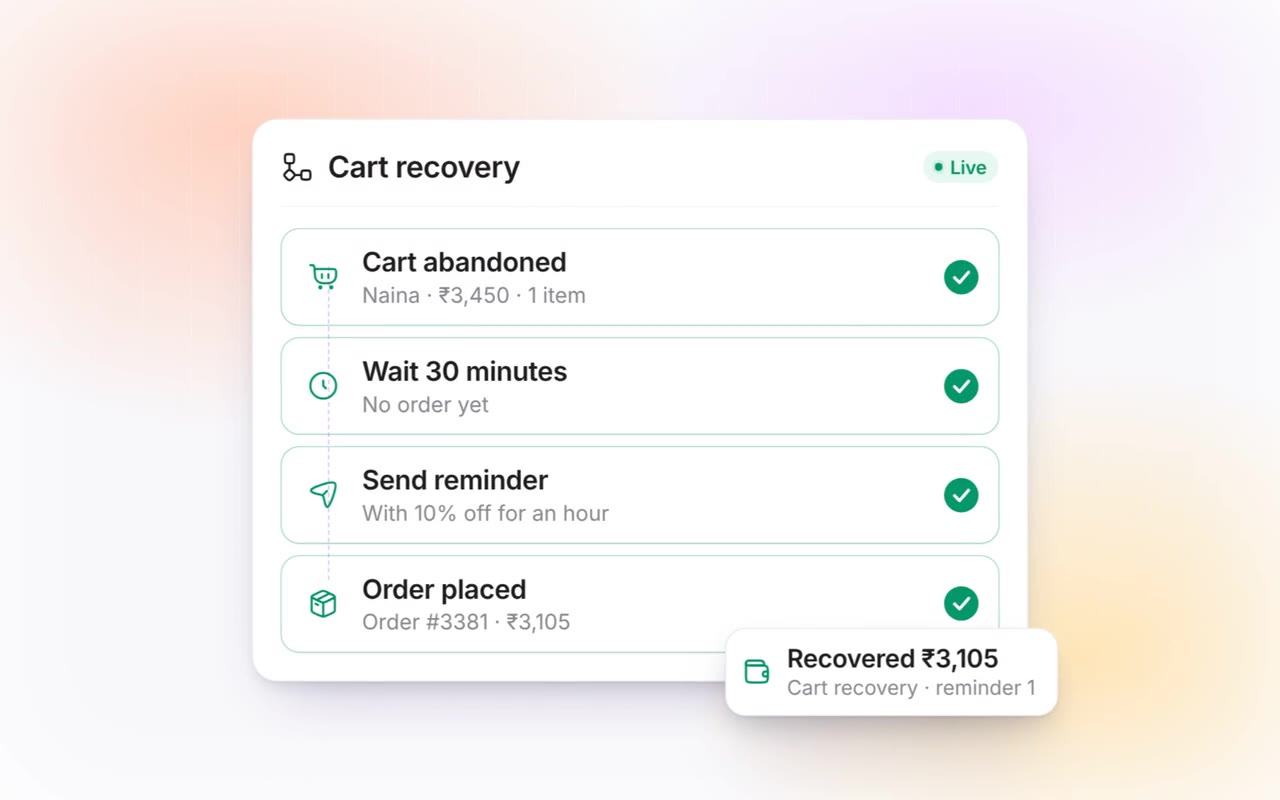 Cart recovery
Live
Cart abandoned
Naina · ₹3,450 · 1 item
Wait 30 minutes
No order yet
Send reminder
With 10% off for an hour
Order placed
Order #3381 · ₹3,105
Recovered ₹3,105
Cart recovery · reminder 1